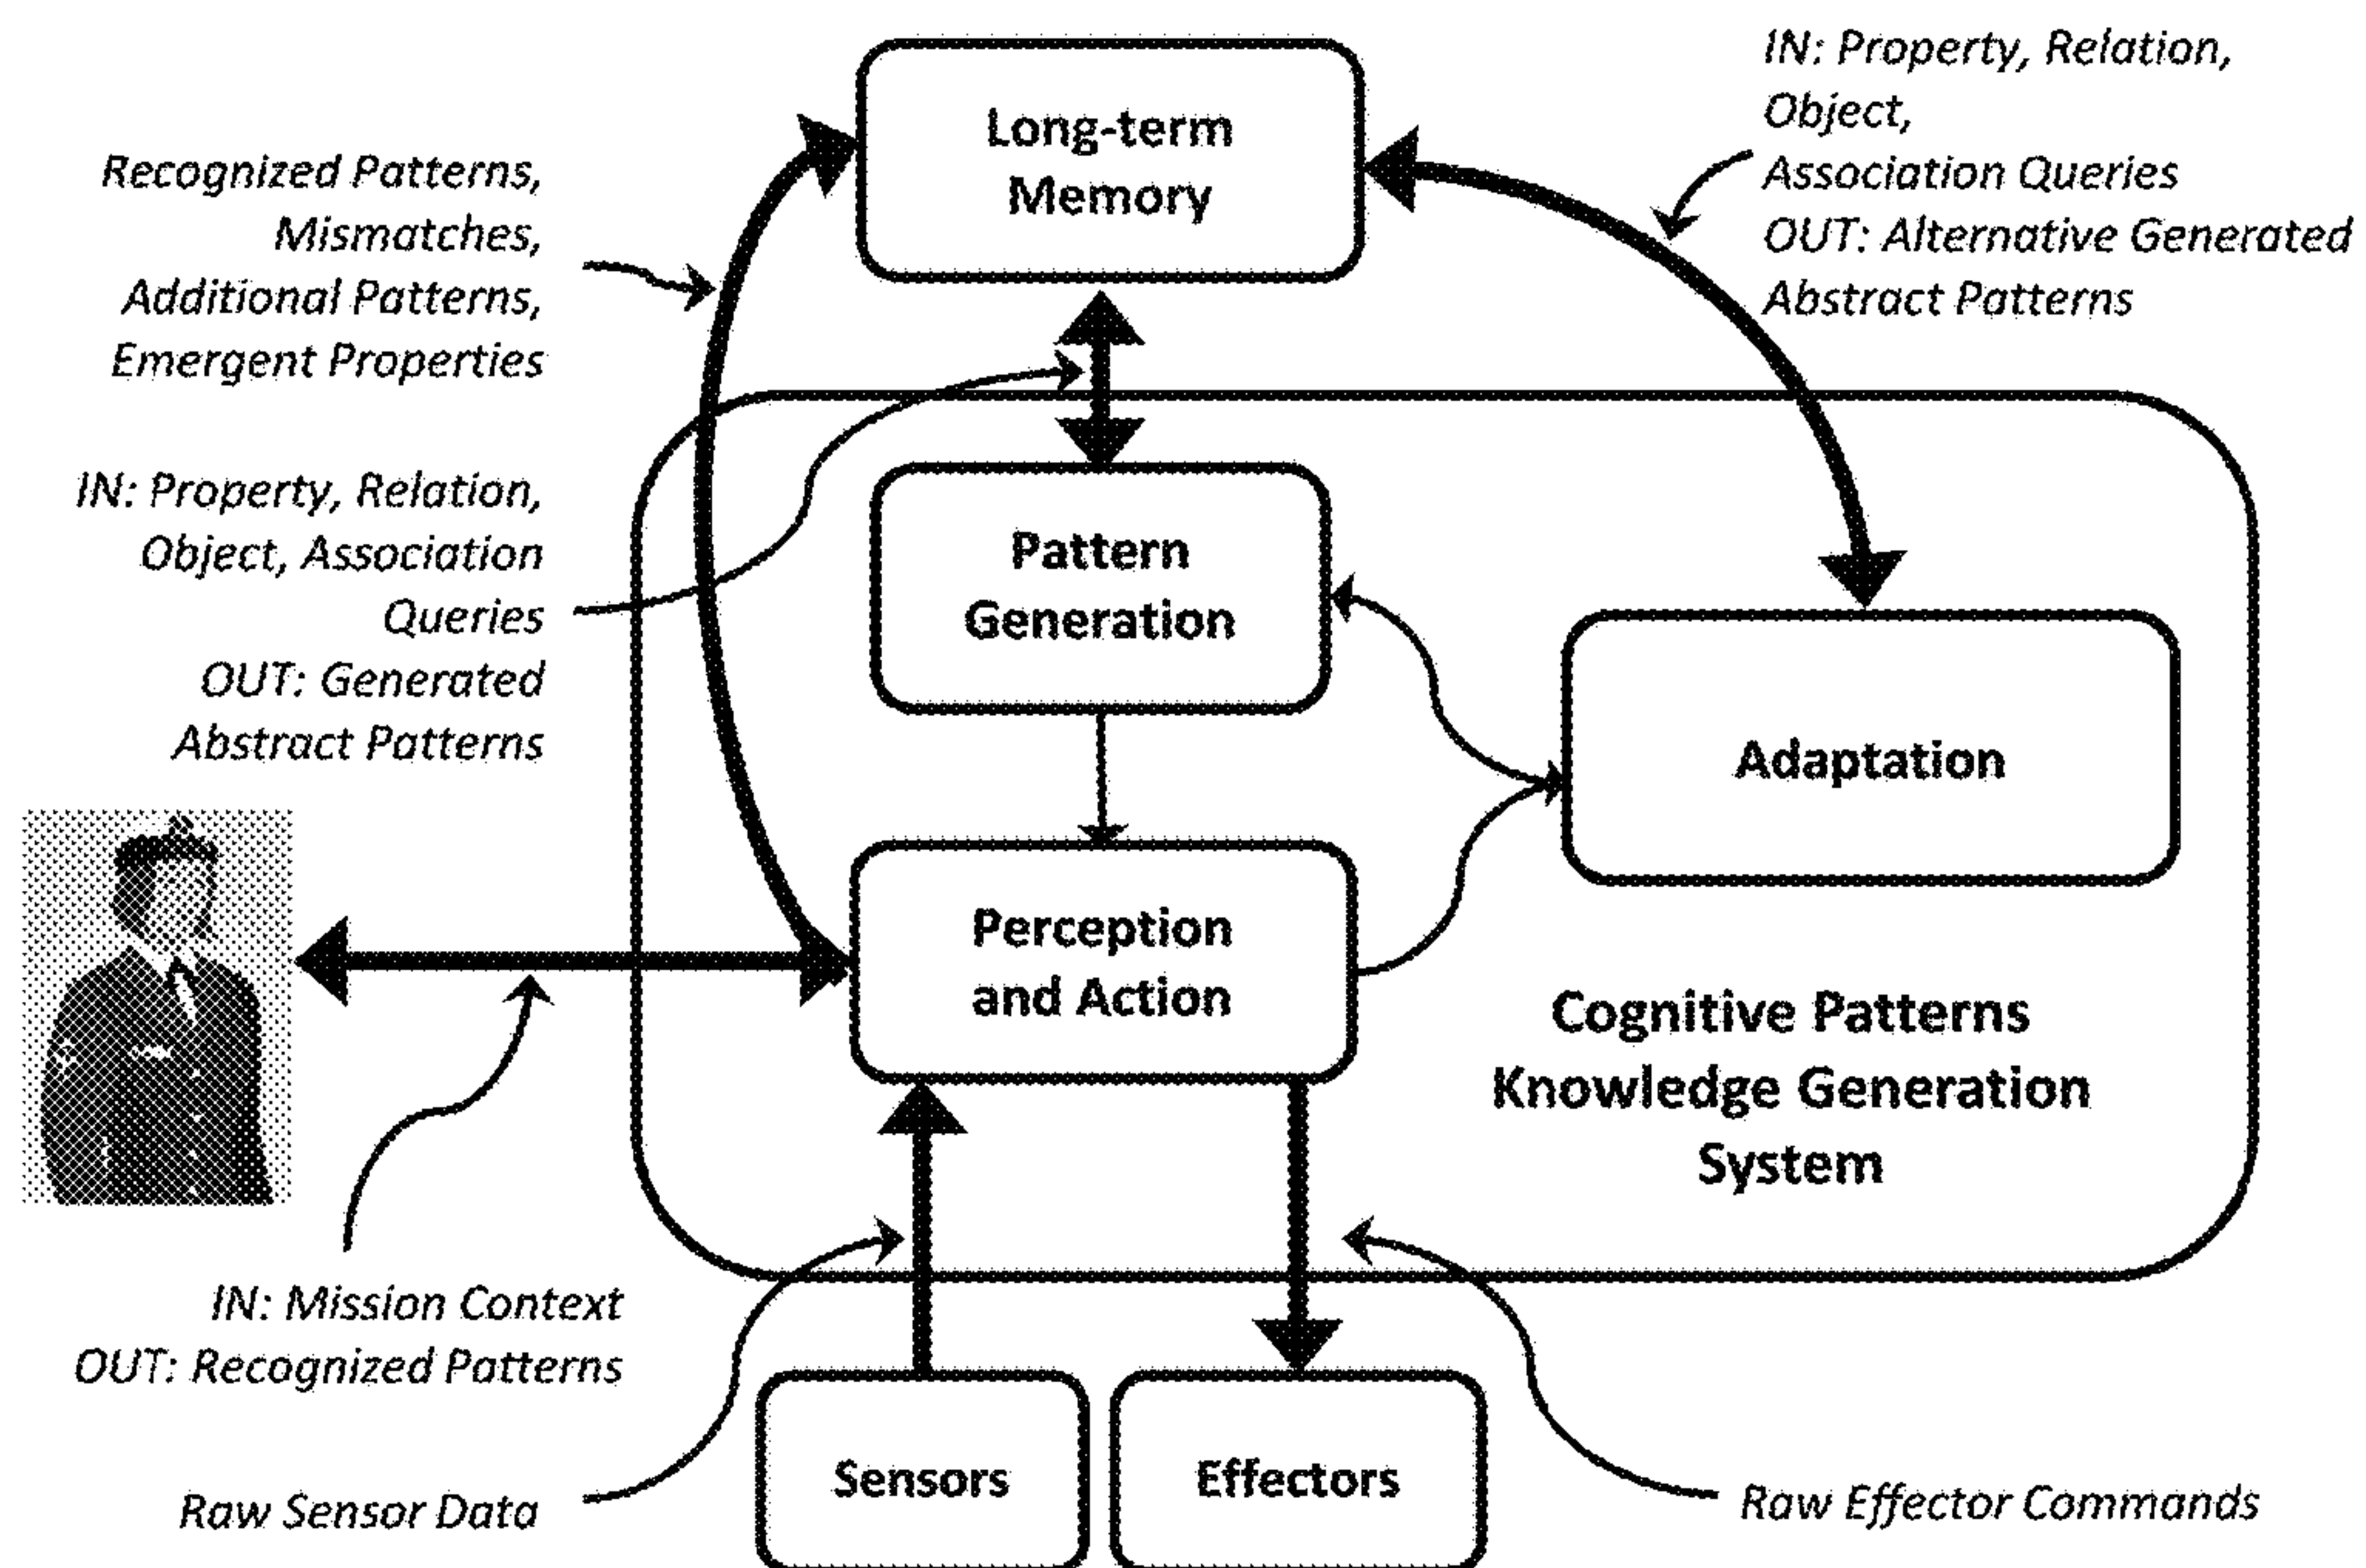 Long-term
Memory
IN: Property, Relation,
Object,
Association Queries
OUT: Alternative Generated
Abstract Patterns
Recognized Patterns,
Mismatches,
Additional Patterns,
Emergent Properties
IN: Property, Relation,
Object, Association
Queries
OUT: Generated
Abstract Patterns
Pattern
Generation
Adaptation
Perception
and Action
Cognitive Patterns
Knowledge Generation
System
IN: Mission Context
OUT: Recognized Patterns
Raw Sensor Data
Sensors
Effectors
Raw Effector Commands